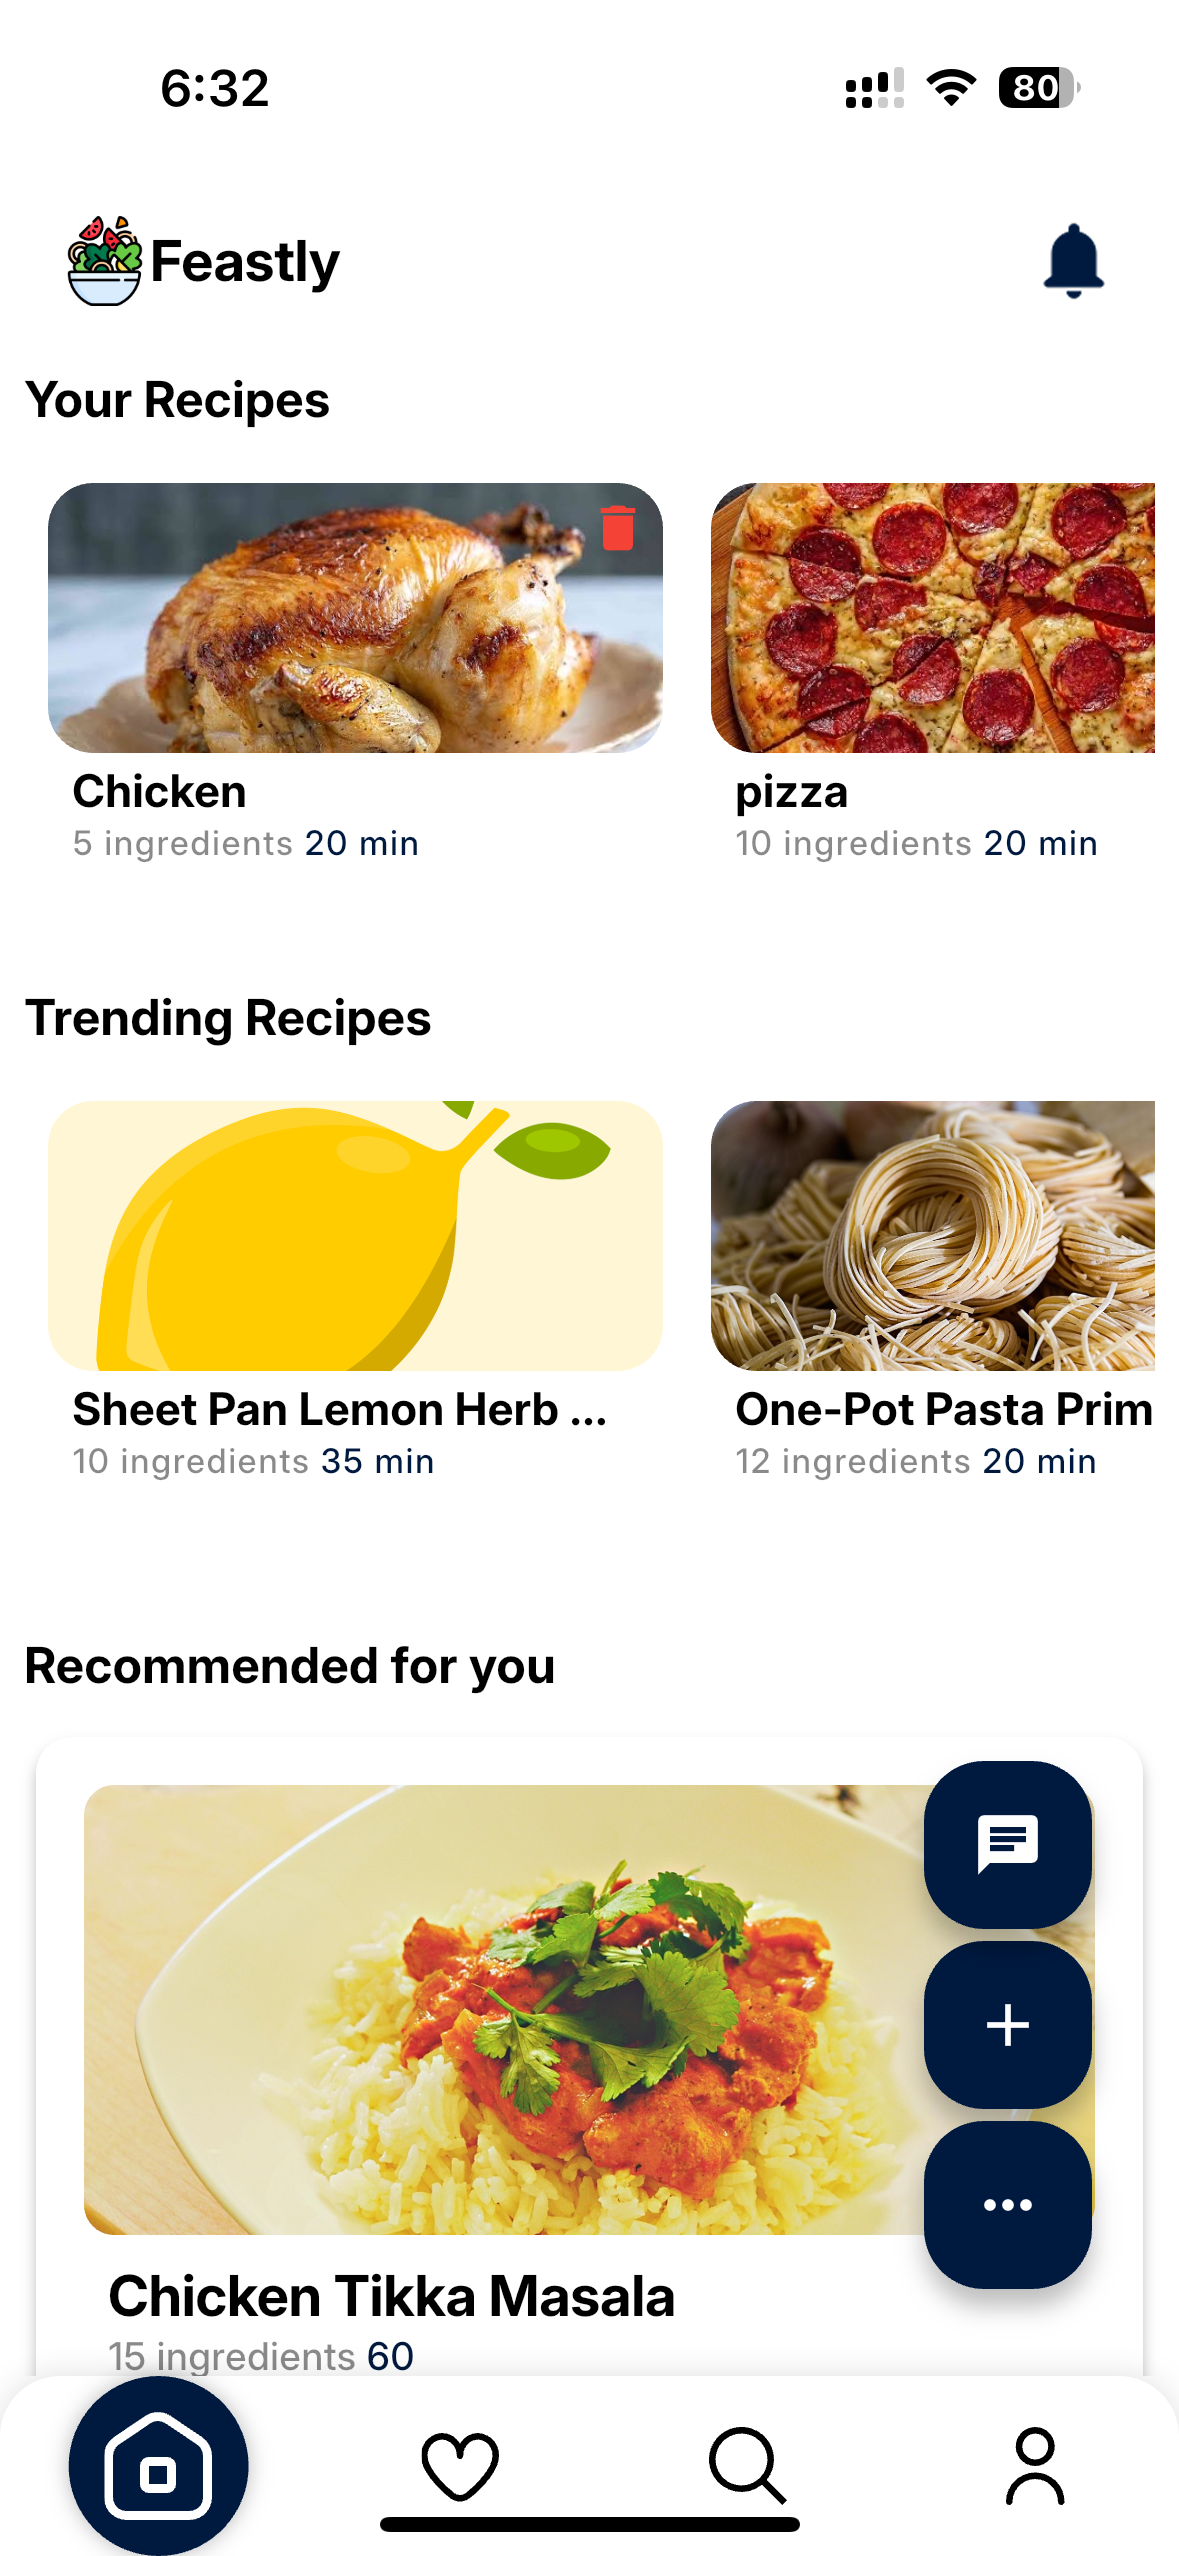 6:32
80
Feastly
Your Recipes
Chicken
5 ingredients 20 min
pizza
10 ingredients 20 min
Trending Recipes
Sheet Pan Lemon Herb ...
10 ingredients 35 min
One-Pot Pasta Prim
12 ingredients 20 min
Recommended for you
Chicken Tikka Masala
15 ingredients 60